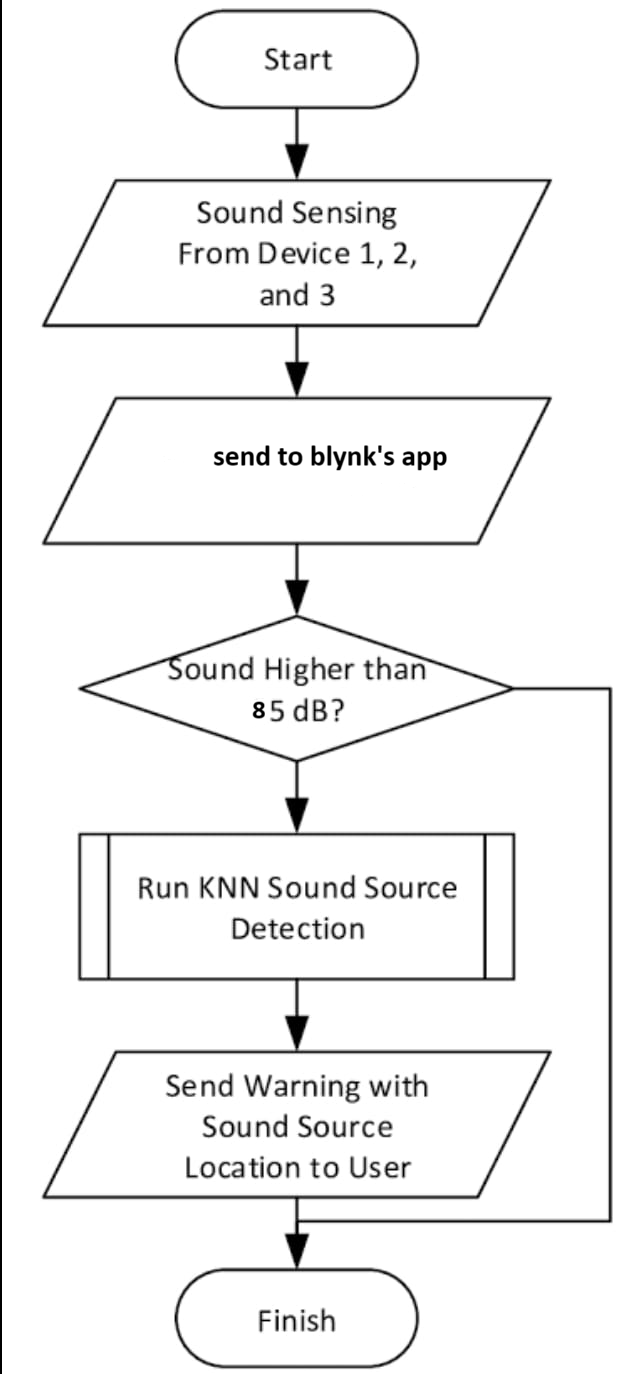 Start
Sound Sensing
From Device 1, 2,
and 3
send to blynk's app
Sound Higher than
85 dB?
Run KNN Sound Source
Detection
Send Warning with
Sound Source
Location to User
Finish